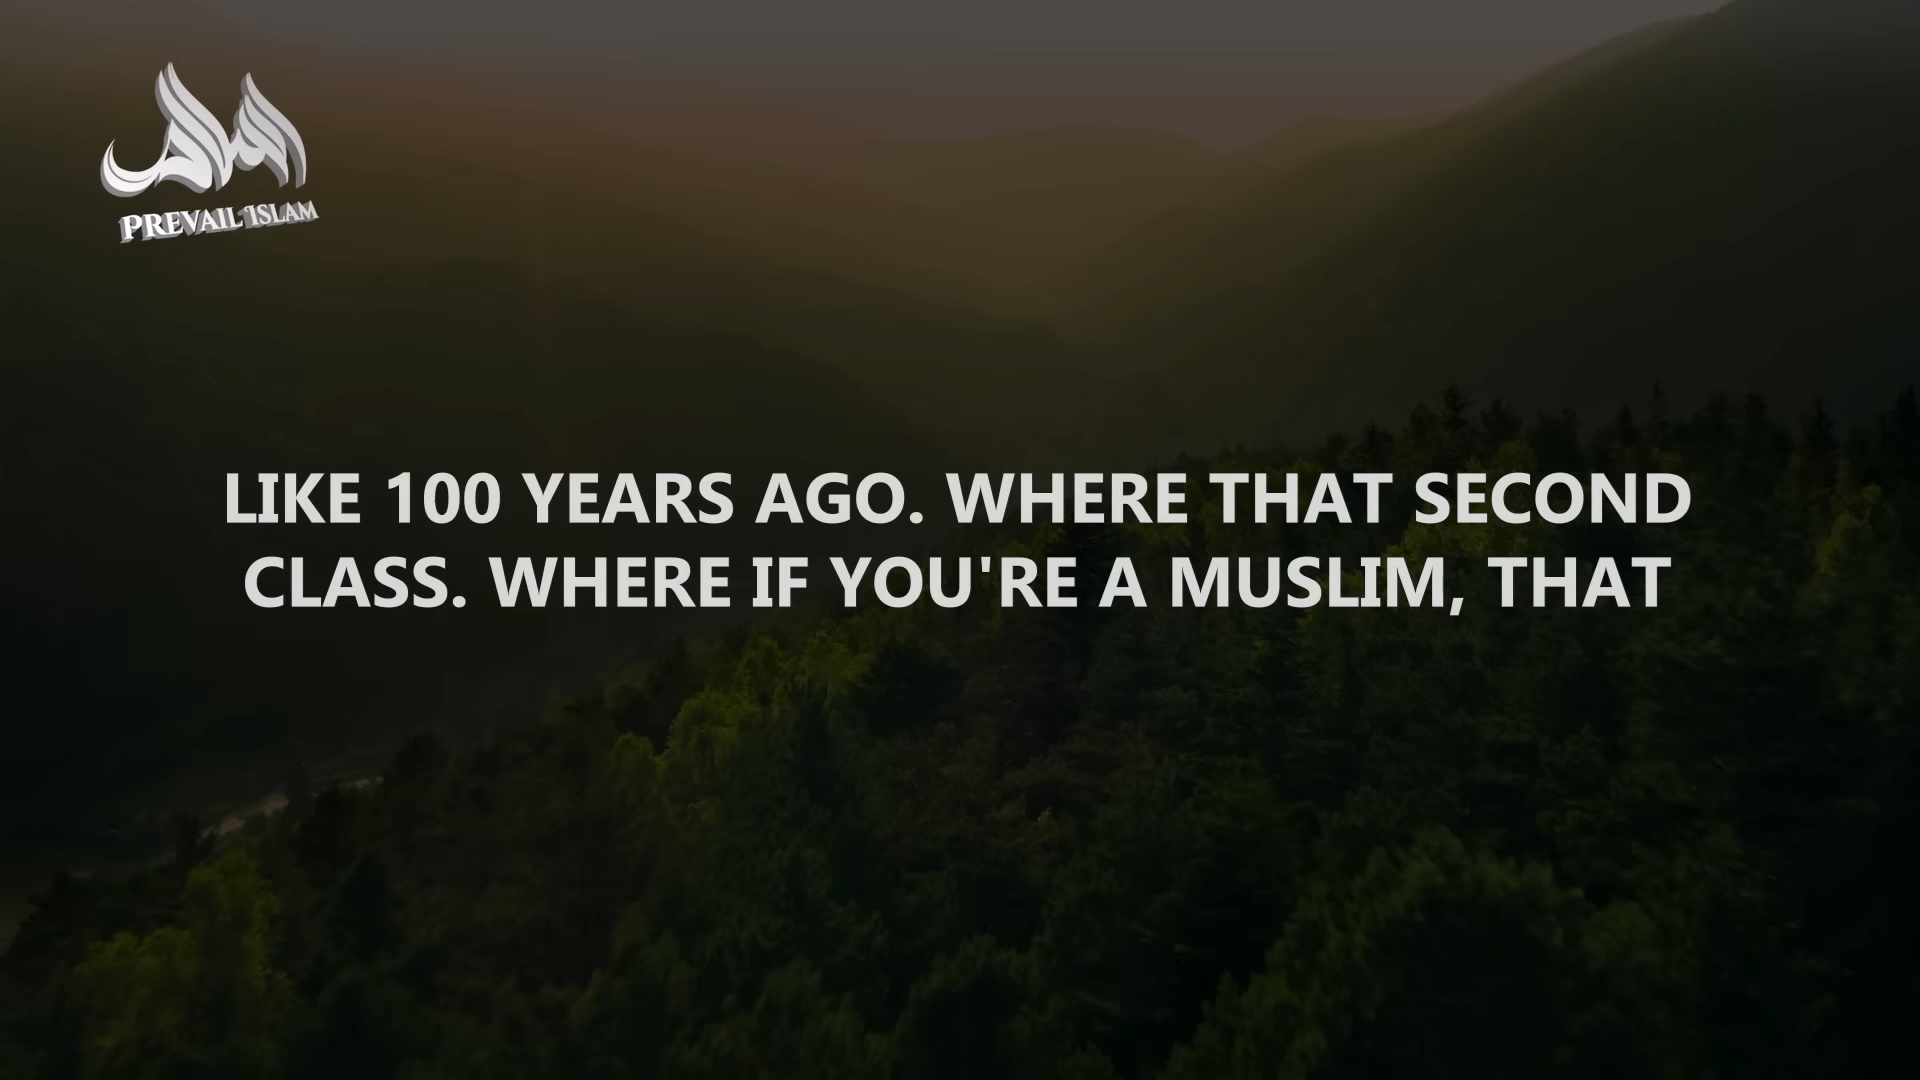 PREVAIL ISLAM
LIKE 100 YEARS AGO. WHERE THAT SECOND
CLASS. WHERE IF YOU'RE A MUSLIM, THAT